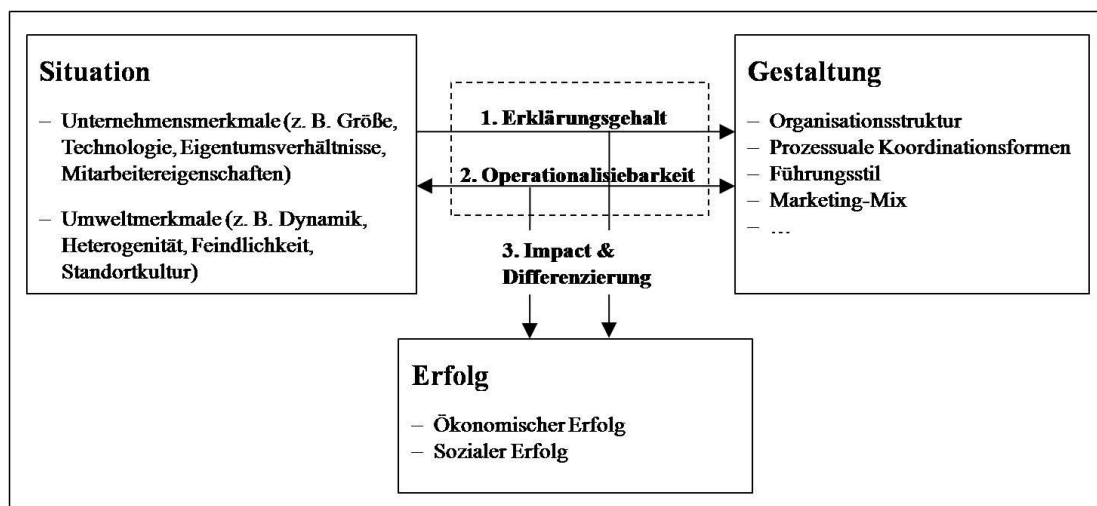 Situation
– Unternehmensmerkmale (z. B. Größe,
Technologie, Eigentumsverhältnisse,
Mitarbeitereigenschaften)
– Umweltmerkmale (z. B. Dynamik,
Heterogenität, Feindlichkeit,
Standortkultur)
1. Erklärungsgehalt
2. Operationalisiebarkeit
3. Impact &
Differenzierung
Gestaltung
– Organisationsstruktur
– Prozessuale Koordinationsformen
– Führungsstil
– Marketing-Mix
– …
Erfolg
– Ökonomischer Erfolg
– Sozialer Erfolg